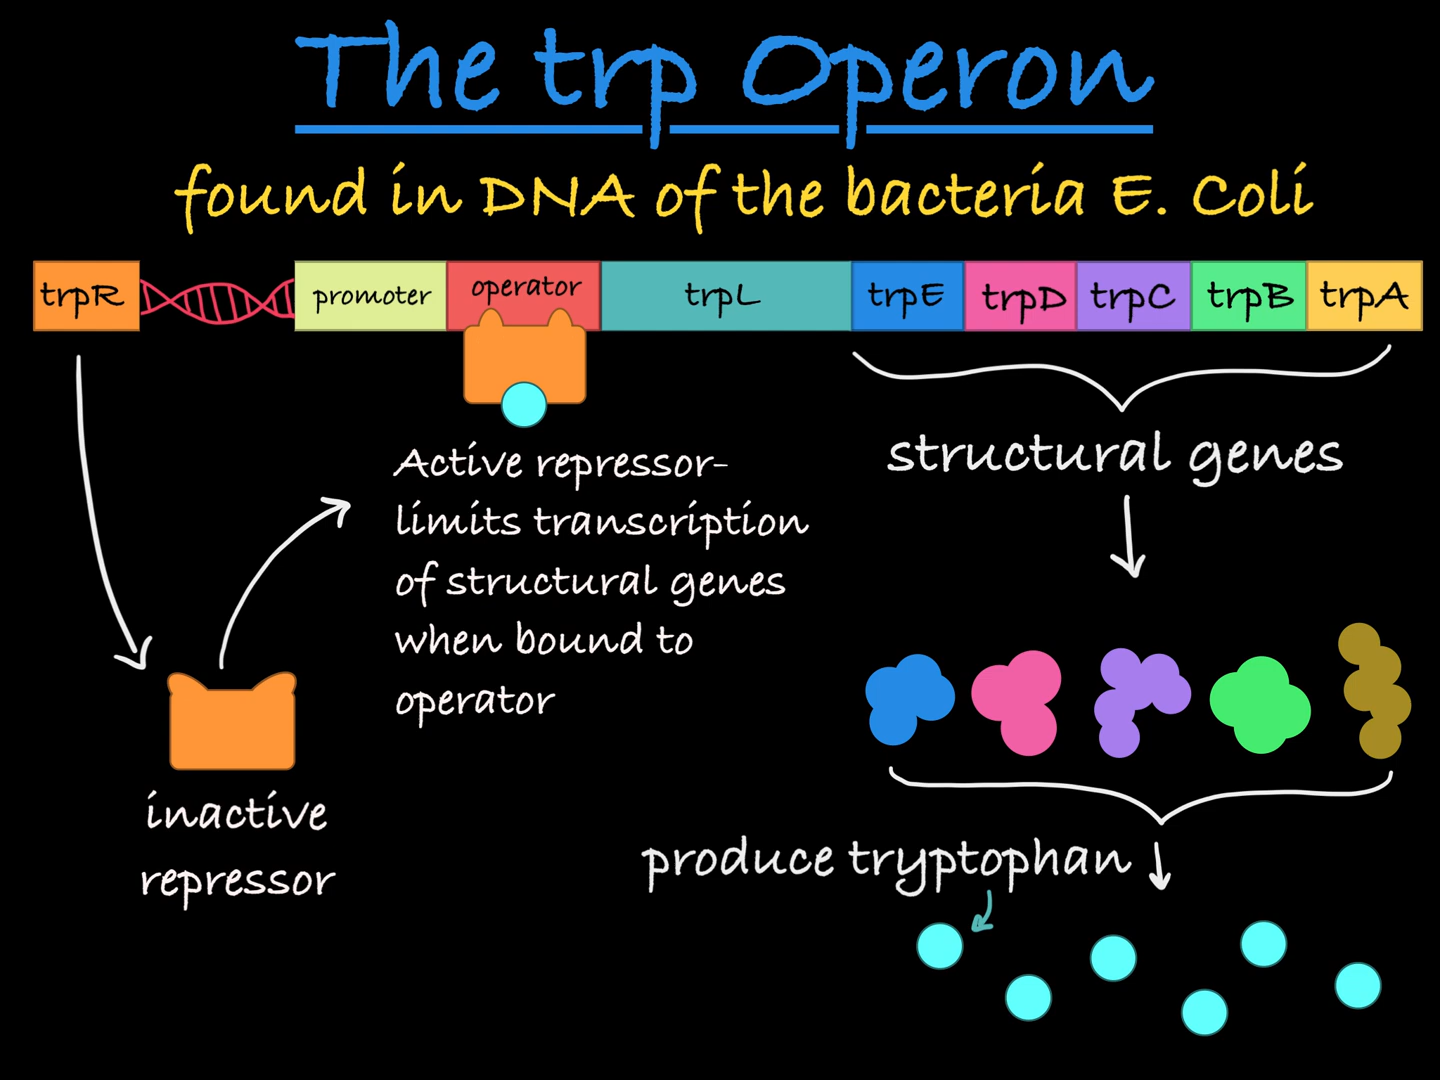 The trp Operon
found in DNA of the bacteria E. Coli
trpR
promoter
operator
trpL
trpE
trpD
trpC
trpB
trpA
Active repressor-
limits transcription
of structural genes
when bound to
operator
structural genes
inactive
repressor
produce tryptophan